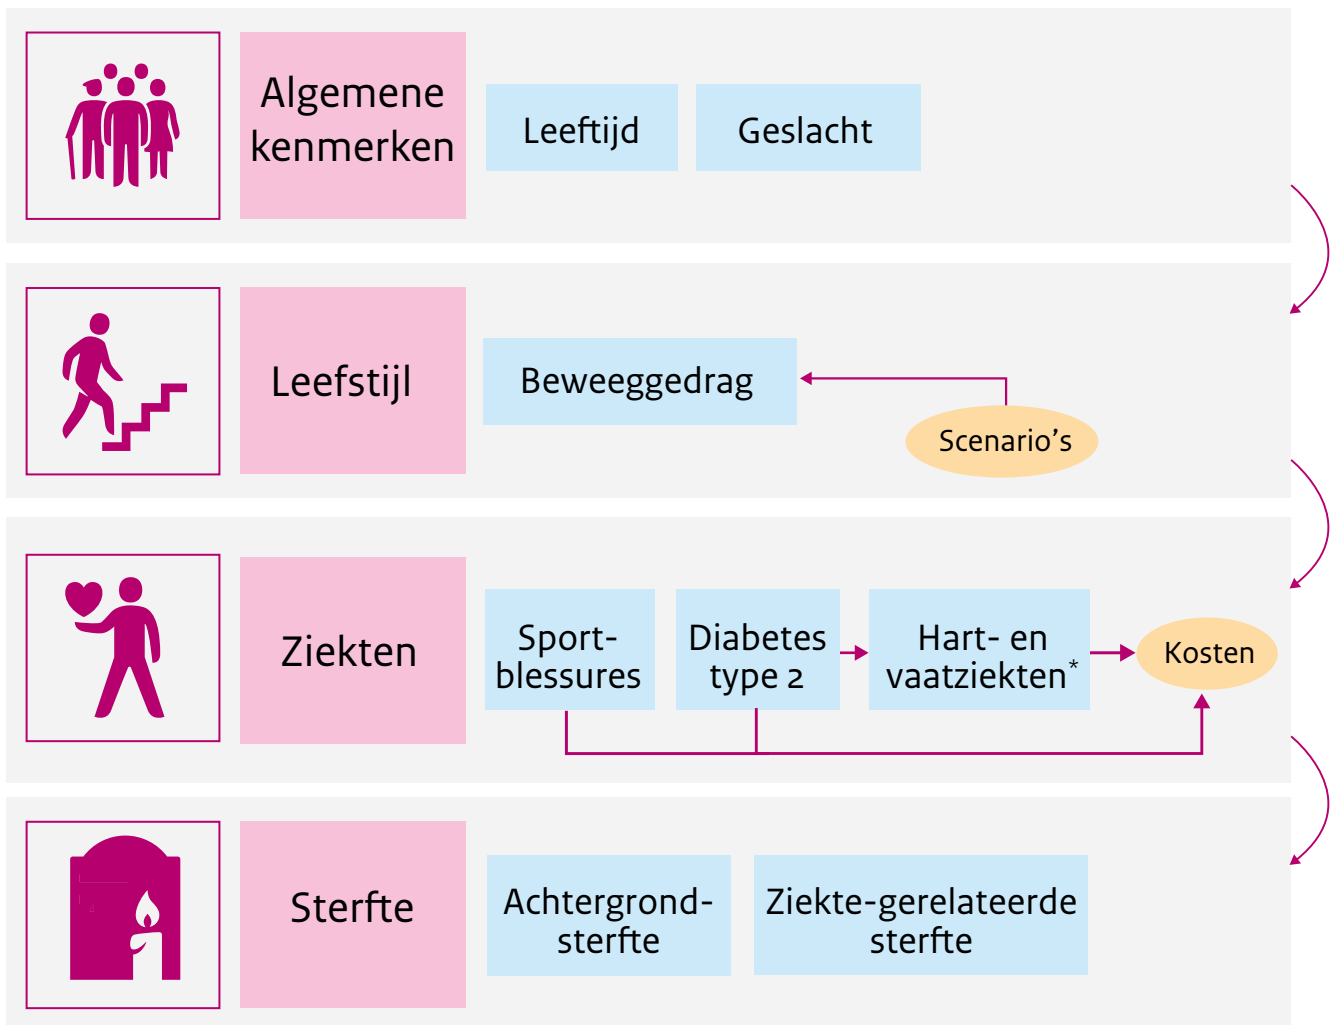 Algemene
kenmerken
Leeftijd
Geslacht
Leefstijl
Beweeggedrag
Scenario's
Ziekten
Sport-
blessures
Diabetes
type 2
Hart- en
vaatziekten*
Kosten
Sterfte
Achtergrond-
sterfte
Ziekte-gerelateerde
sterfte